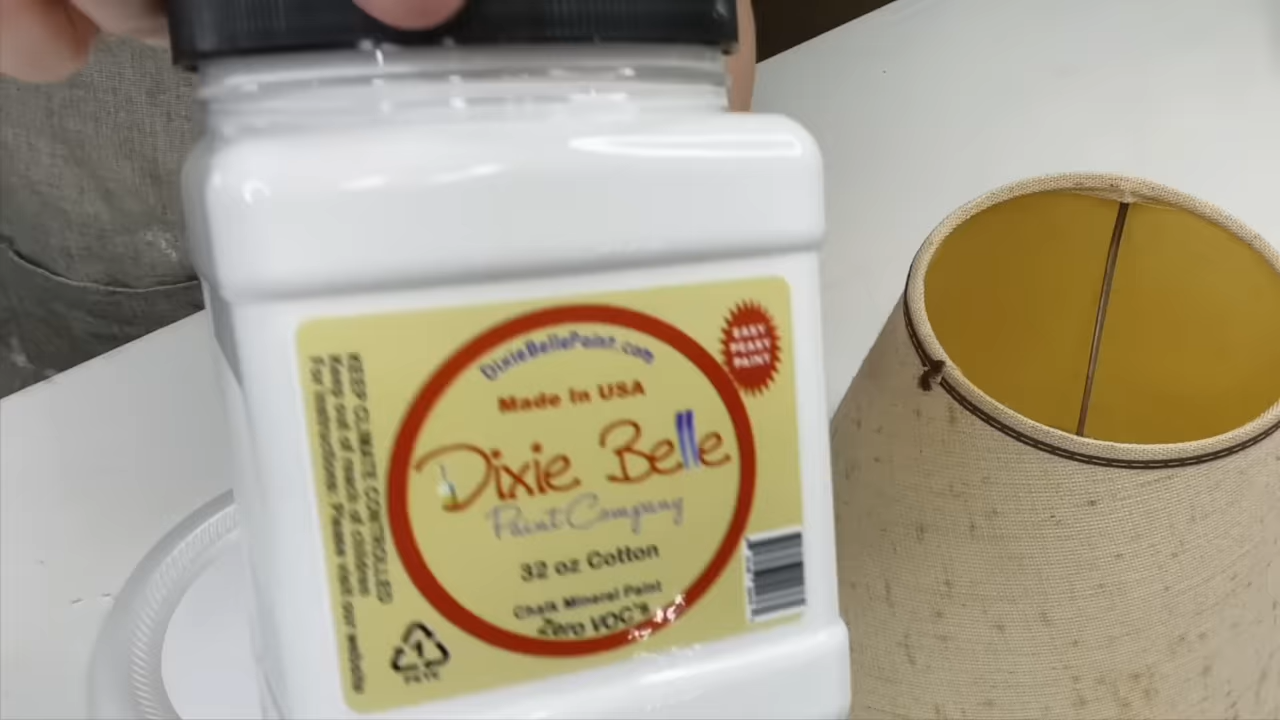 DixieBellePaint.com
Made In USA
Dixie Belle
Paint Company
32 oz Cotton
Chalk Mineral Paint
Zero VOC's
EASY
PEASY
PAINT
KEEP CLIMATE CONTROLLED
Keep out of reach of children
For instructions: Please visit our website
1